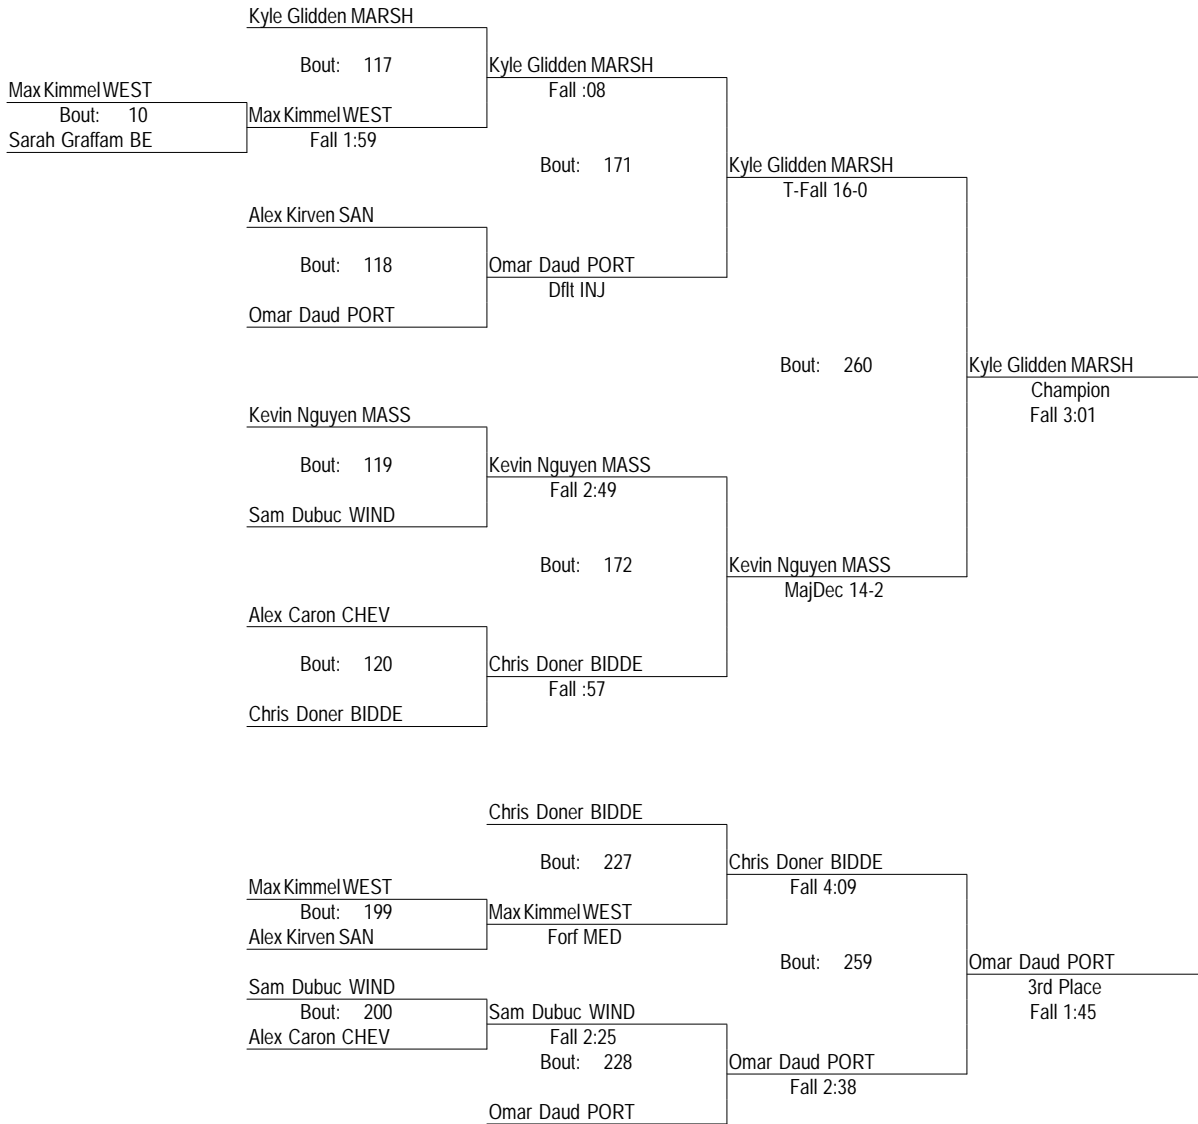 Kyle Glidden MARSH
Bout: 117
Kyle Glidden MARSH
Fall :08
Max Kimmel WEST
Bout: 10
Sarah Graffam BE
Max Kimmel WEST
Fall 1:59
Bout: 171
Kyle Glidden MARSH
T-Fall 16-0
Alex Kirven SAN
Bout: 118
Omar Daud PORT
Dflt INJ
Omar Daud PORT
Bout: 260
Kyle Glidden MARSH
Champion
Fall 3:01
Kevin Nguyen MASS
Bout: 119
Kevin Nguyen MASS
Fall 2:49
Sam Dubuc WIND
Bout: 172
Kevin Nguyen MASS
MajDec 14-2
Alex Caron CHEV
Bout: 120
Chris Doner BIDDE
Fall :57
Chris Doner BIDDE
Chris Doner BIDDE
Bout: 227
Chris Doner BIDDE
Fall 4:09
Max Kimmel WEST
Bout: 199
Alex Kirven SAN
Max Kimmel WEST
Forf MED
Bout: 259
Omar Daud PORT
3rd Place
Fall 1:45
Sam Dubuc WIND
Bout: 200
Alex Caron CHEV
Sam Dubuc WIND
Fall 2:25
Bout: 228
Omar Daud PORT
Fall 2:38
Omar Daud PORT